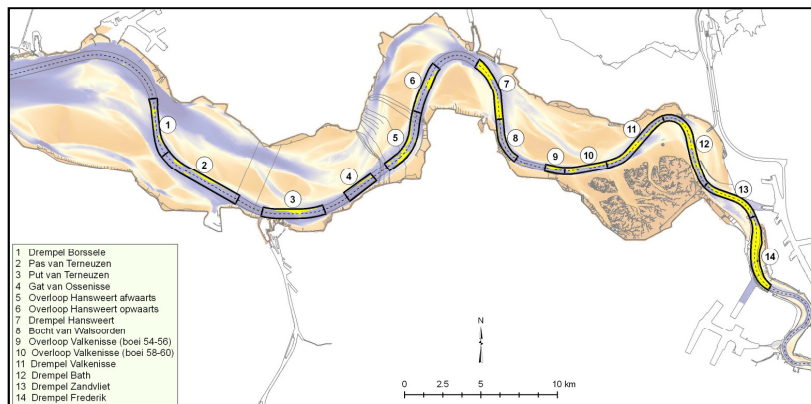 1
2
3
4
5
6
7
8
9
10
11
12
13
14
1 Drempel Borssele
2 Pas van Terneuzen
3 Put van Terneuzen
4 Gat van Ossenisse
5 Overloop Hansweert afwaarts
6 Overloop Hansweert opwaarts
7 Drempel Hansweert
8 Bocht van Walsoorden
9 Overloop Valkenisse (boei 54-56)
10 Overloop Valkenisse (boei 58-60)
11 Drempel Valkenisse
12 Drempel Bath
13 Drempel Zandvliet
14 Drempel Frederik
N
0 2.5 5 10 km